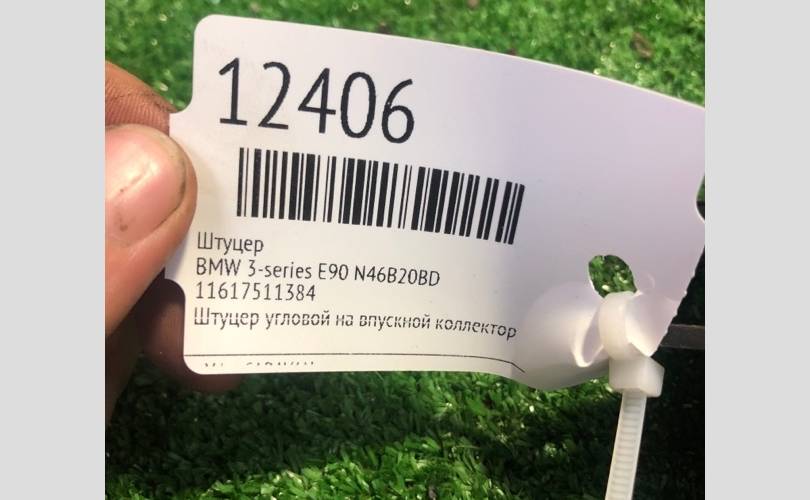 12406
Штуцер
BMW 3-series E90 N46B20BD
11617511384
Штуцер угловой на впускной коллектор